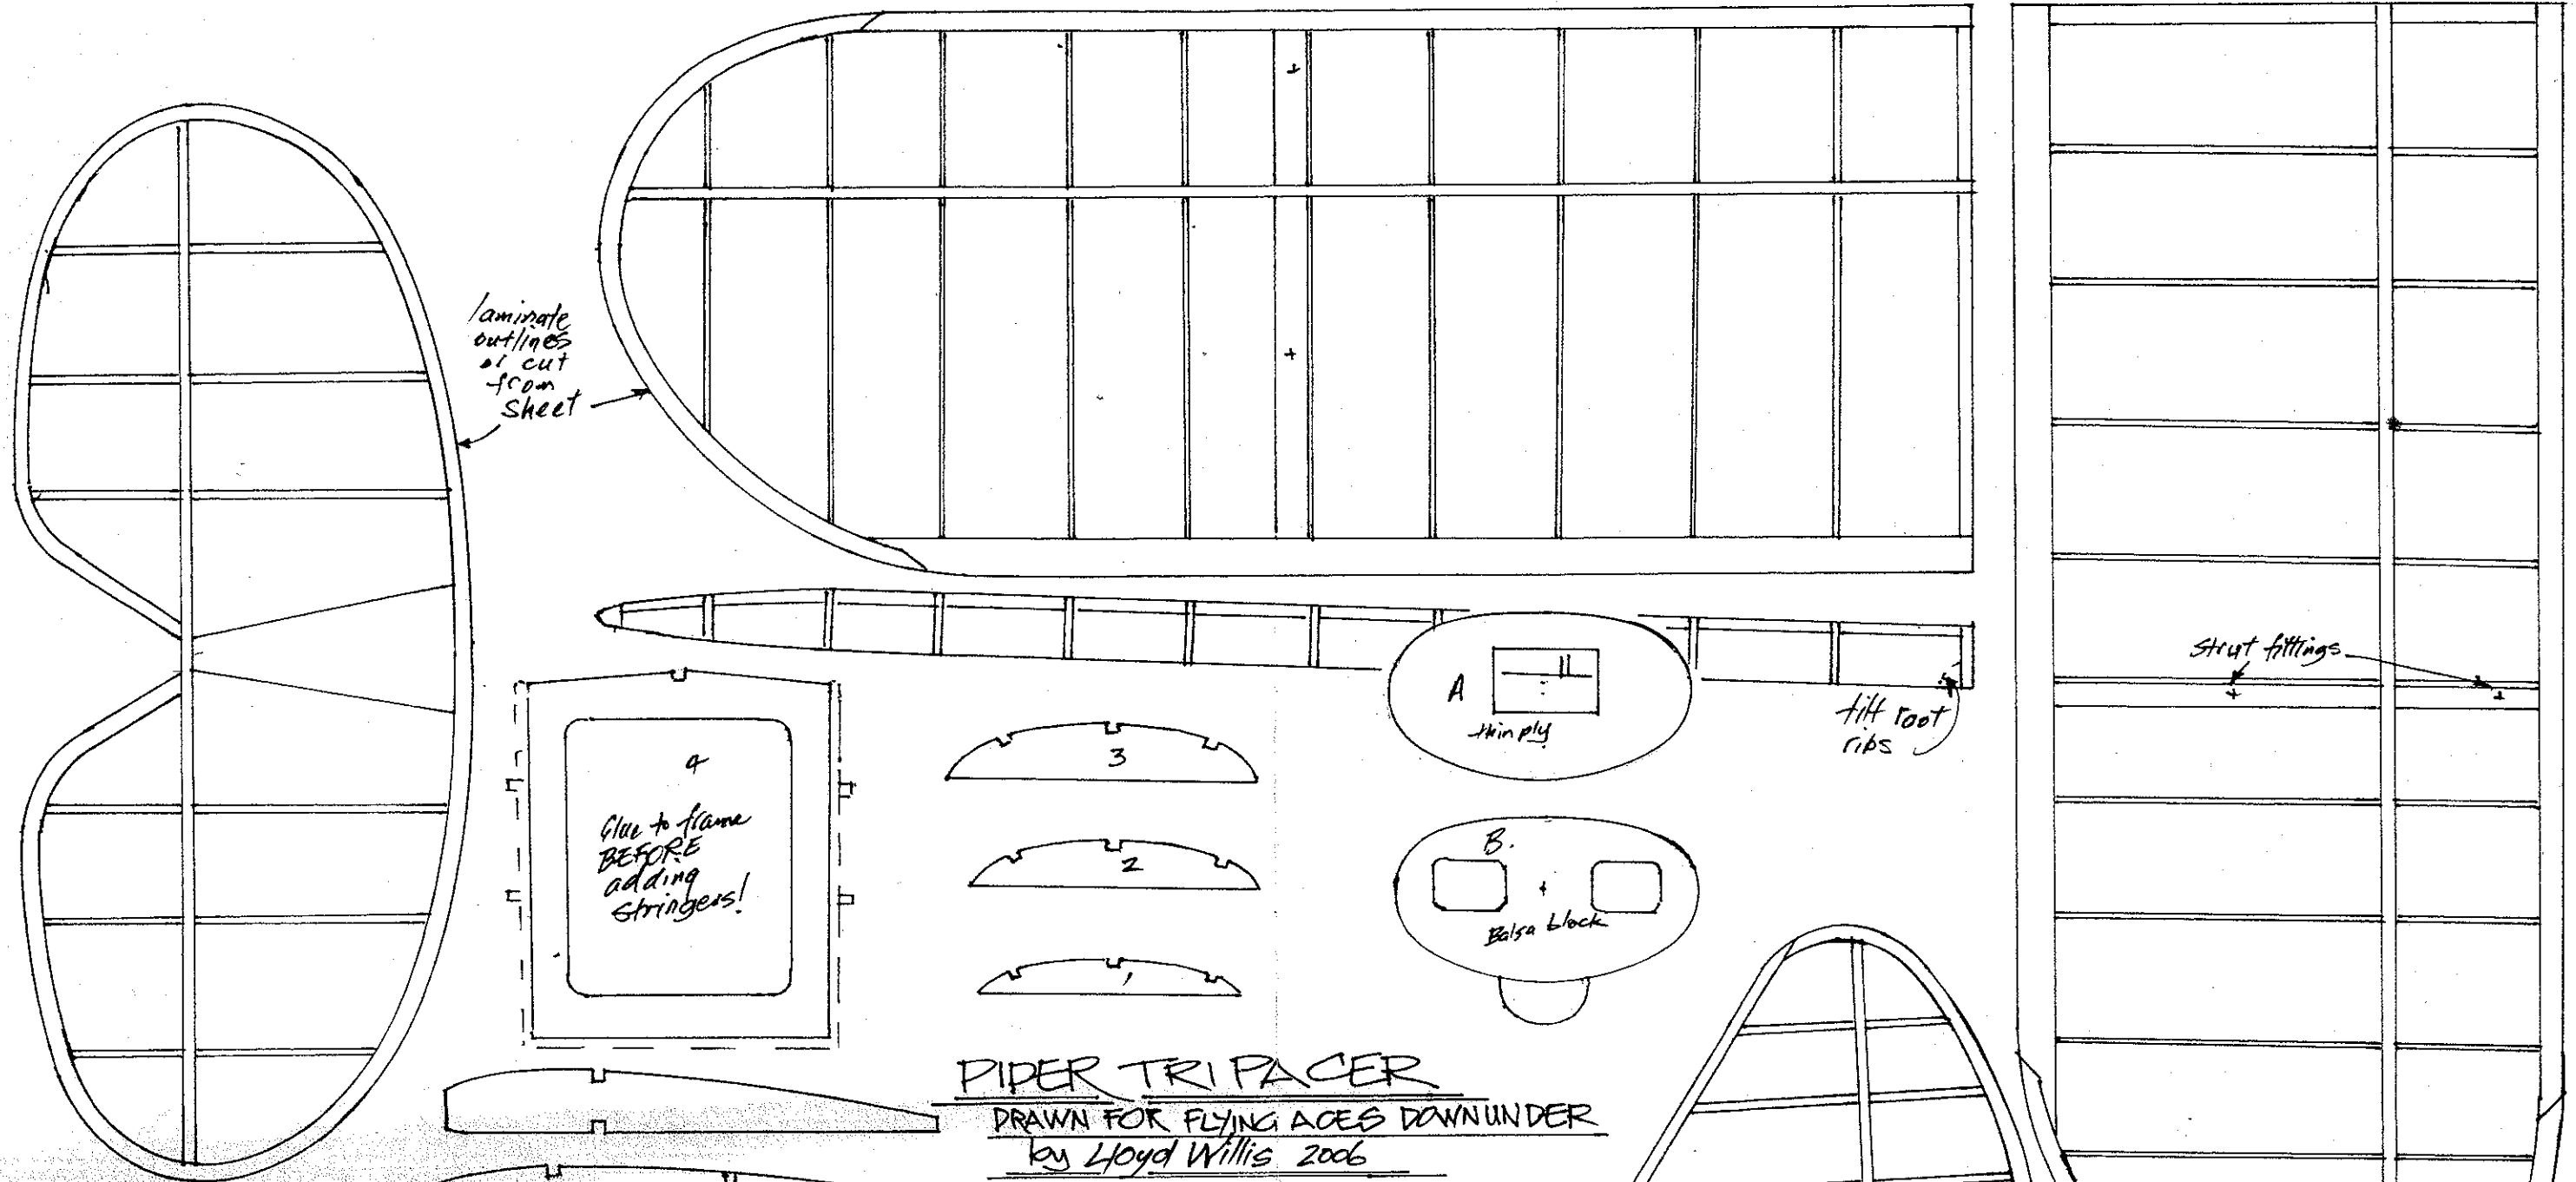 laminate
outlines
or cut
from
sheet
strut fittings
A
thin ply
tilt root
ribs
4
Glue to frame
BEFORE
adding
stringers!
3
2
1
B.
Balsa block
PIPER TRI PACER
DRAWN FOR FLYING ACES DOWNUNDER
by Lloyd Willis 2006